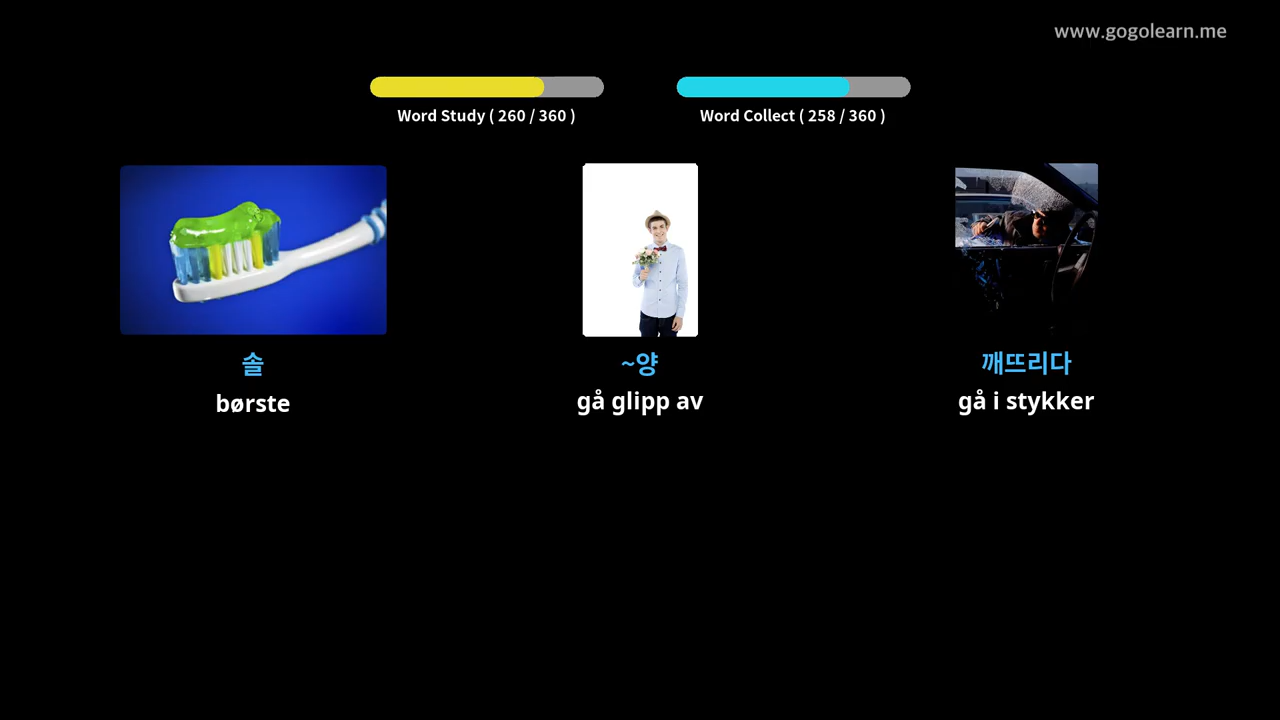 www.gogolearn.me
Word Study ( 260 / 360 )
Word Collect ( 258 / 360 )
솔
børste
~양
gå glipp av
깨뜨리다
gå i stykker